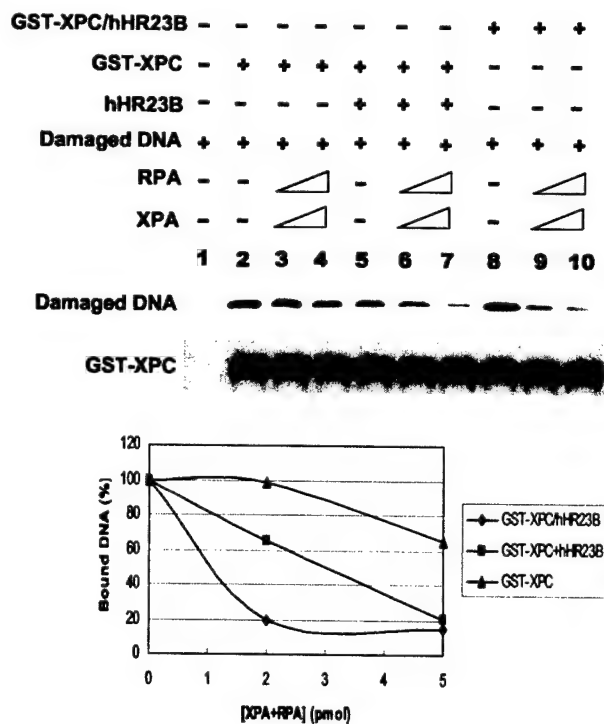 GST-XPC/hHR23B - - - - - - - + + +
GST-XPC - + + + + + + - - -
hHR23B - - - - + + + - - -
Damaged DNA + + + + + + + + + +
RPA - - - -
XPA - - - -
1 2 3 4 5 6 7 8 9 10
Damaged DNA
GST-XPC
120
100
80
60
40
20
0
Bound DNA (%)
0 1 2 3 4 5
[XPA+RPA] (pmol)
GST-XPC/hHR23B
GST-XPC+hHR23B
GST-XPC